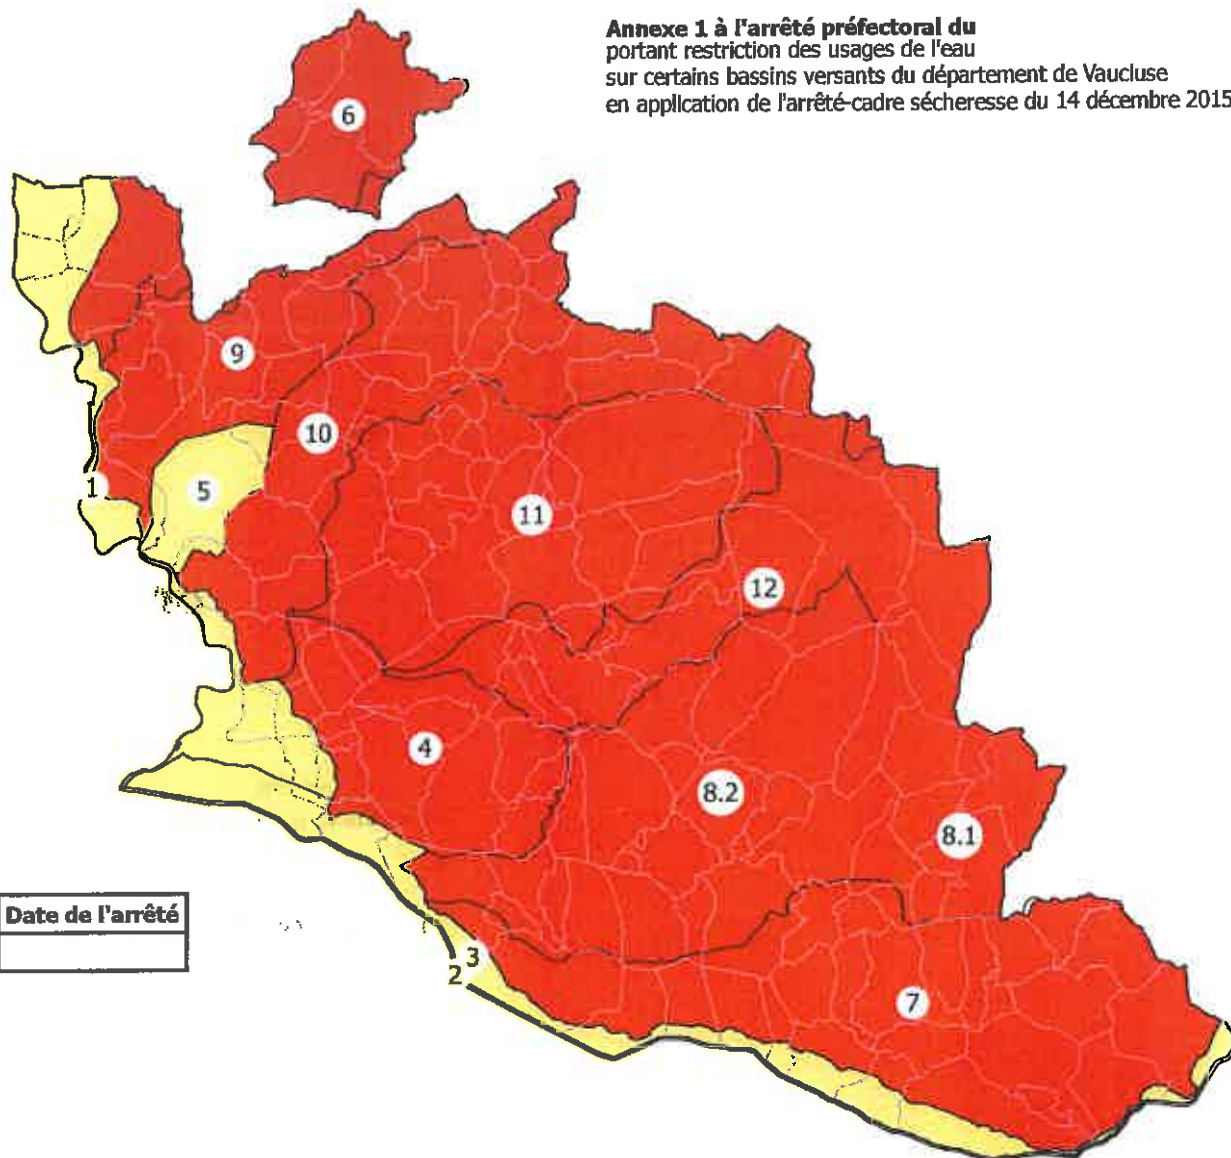 Annexe 1 à l'arrêté préfectoral du
portant restriction des usages de l'eau
sur certains bassins versants du département de Vaucluse
en application de l'arrêté-cadre sécheresse du 14 décembre 2015
6
9
10
1
5
11
12
4
8.2
8.1
Date de l'arrêté
3
2
7